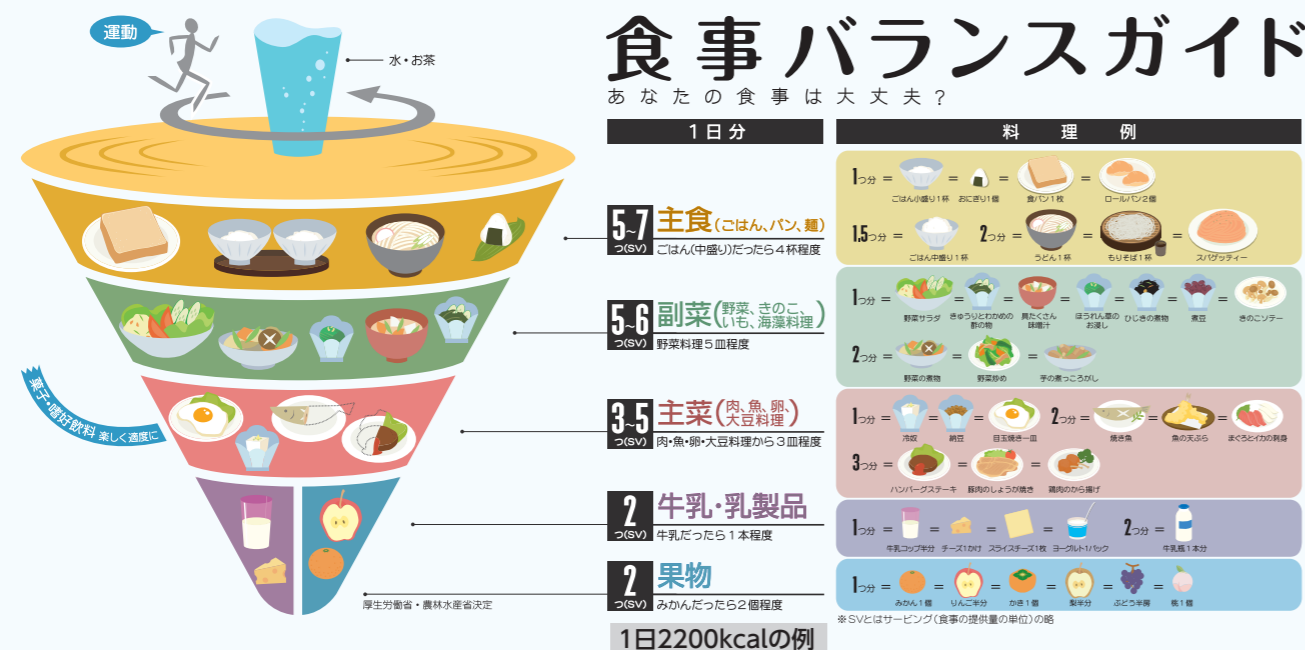 運動
水・お茶
食事バランスガイド
あなたの食事は大丈夫?
1日分
料理例
5~7
つ(SV)
主食(ごはん、パン、麺)
ごはん(中盛り)だったら4杯程度
1つ分 = ごはん小盛り1杯 = おにぎり1個 = 食パン1枚 = ロールパン2個
1.5つ分 = ごはん中盛り1杯 2つ分 = うどん1杯 = もりそば1杯 = スパゲッティー
5~6
つ(SV)
副菜(野菜、きのこ、
いも、海藻料理)
野菜料理5皿程度
1つ分 = 野菜サラダ = きゅうりとわかめの酢の物 = 具たくさん味噌汁 = ほうれん草のお浸し = ひじきの煮物 = 煮豆 = きのこソテー
2つ分 = 野菜の煮物 = 野菜炒め = 芋の煮っころがし
菓子・嗜好飲料 楽しく適度に
3~5
つ(SV)
主菜(肉、魚、卵、
大豆料理)
肉・魚・卵・大豆料理から3皿程度
1つ分 = 冷奴 = 納豆 = 目玉焼き一皿 2つ分 = 焼き魚 = 魚の天ぷら = まぐろとイカの刺身
3つ分 = ハンバーグステーキ = 豚肉のしょうが焼き = 鶏肉のから揚げ
2
つ(SV)
牛乳・乳製品
牛乳だったら1本程度
1つ分 = 牛乳コップ半分 = チーズ1かけ = スライスチーズ1枚 = ヨーグルト1パック 2つ分 = 牛乳瓶1本分
2
つ(SV)
果物
みかんだったら2個程度
1つ分 = みかん1個 = りんご半分 = かき1個 = 梨半分 = ぶどう半房 = 桃1個
厚生労働省・農林水産省決定
※SVとはサービング(食事の提供量の単位)の略
1日2200kcalの例